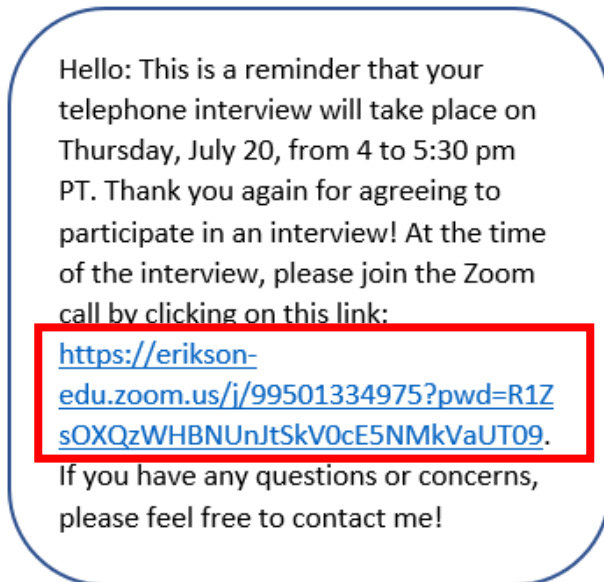 Hello: This is a reminder that your
telephone interview will take place on
Thursday, July 20, from 4 to 5:30 pm
PT. Thank you again for agreeing to
participate in an interview! At the time
of the interview, please join the Zoom
call by clicking on this link:
https://erikson-
edu.zoom.us/j/99501334975?pwd=R1Z
sOXQzWHBNUnJtSkV0cE5NMkVaUT09.
If you have any questions or concerns,
please feel free to contact me!